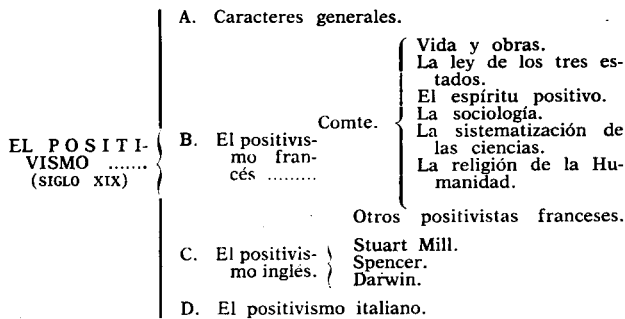 A. Caracteres generales.
Vida y obras.
La ley de los tres es-
tados.
El espíritu positivo.
Comte.
La sociología.
La sistematización de
las ciencias.
La religión de la Hu-
manidad.
EL POSITI-
VISMO .......
(SIGLO XIX)
B. El positivis-
mo fran-
cés .........
Otros positivistas franceses.
C. El positivis-
mo inglés.
Stuart Mill.
Spencer.
Darwin.
D. El positivismo italiano.